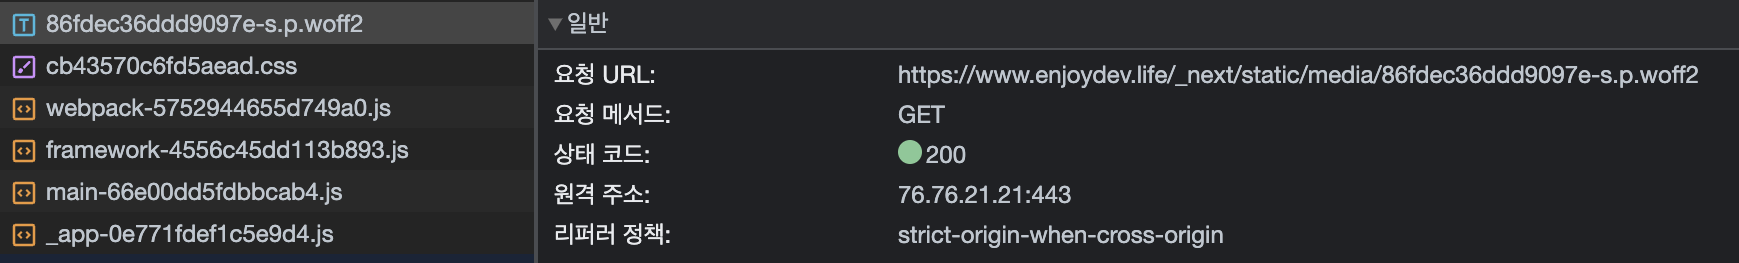 86fdec36ddd9097e-s.p.woff2
cb43570c6fd5aead.css
webpack-5752944655d749a0.js
framework-4556c45dd113b893.js
main-66e00dd5fdbbcab4.js
_app-0e771fdef1c5e9d4.js
일반
요청 URL: https://www.enjoydev.life/_next/static/media/86fdec36ddd9097e-s.p.woff2
요청 메서드: GET
상태 코드: 200
원격 주소: 76.76.21.21:443
리퍼러 정책: strict-origin-when-cross-origin